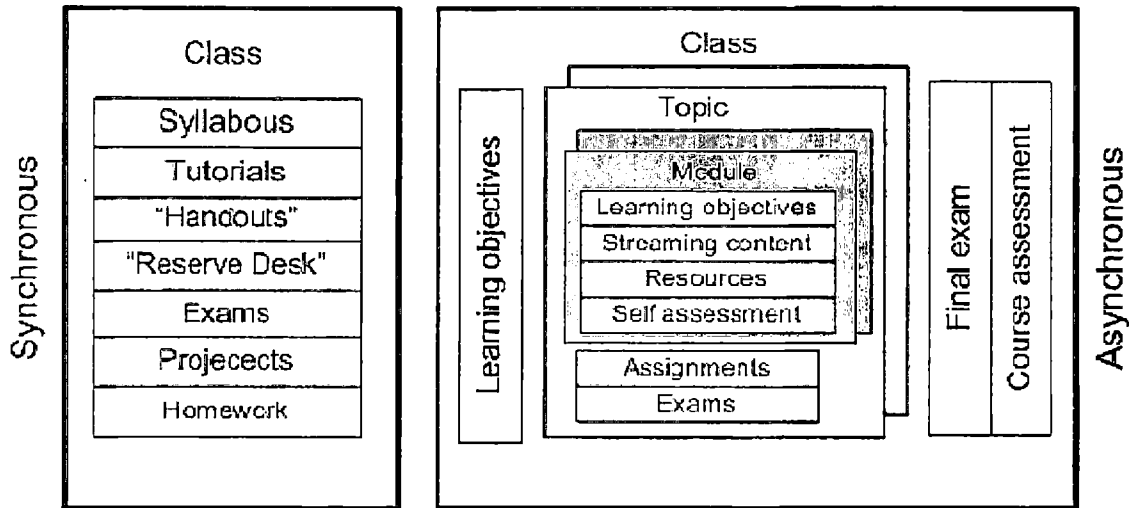 Synchronous
Class
Syllabous
Tutorials
"Handouts"
"Reserve Desk"
Exams
Projecects
Homework
Class
Learning objectives
Topic
Module
Learning objectives
Streaming content
Resources
Self assessment
Assignments
Exams
Final exam
Course assessment
Asynchronous